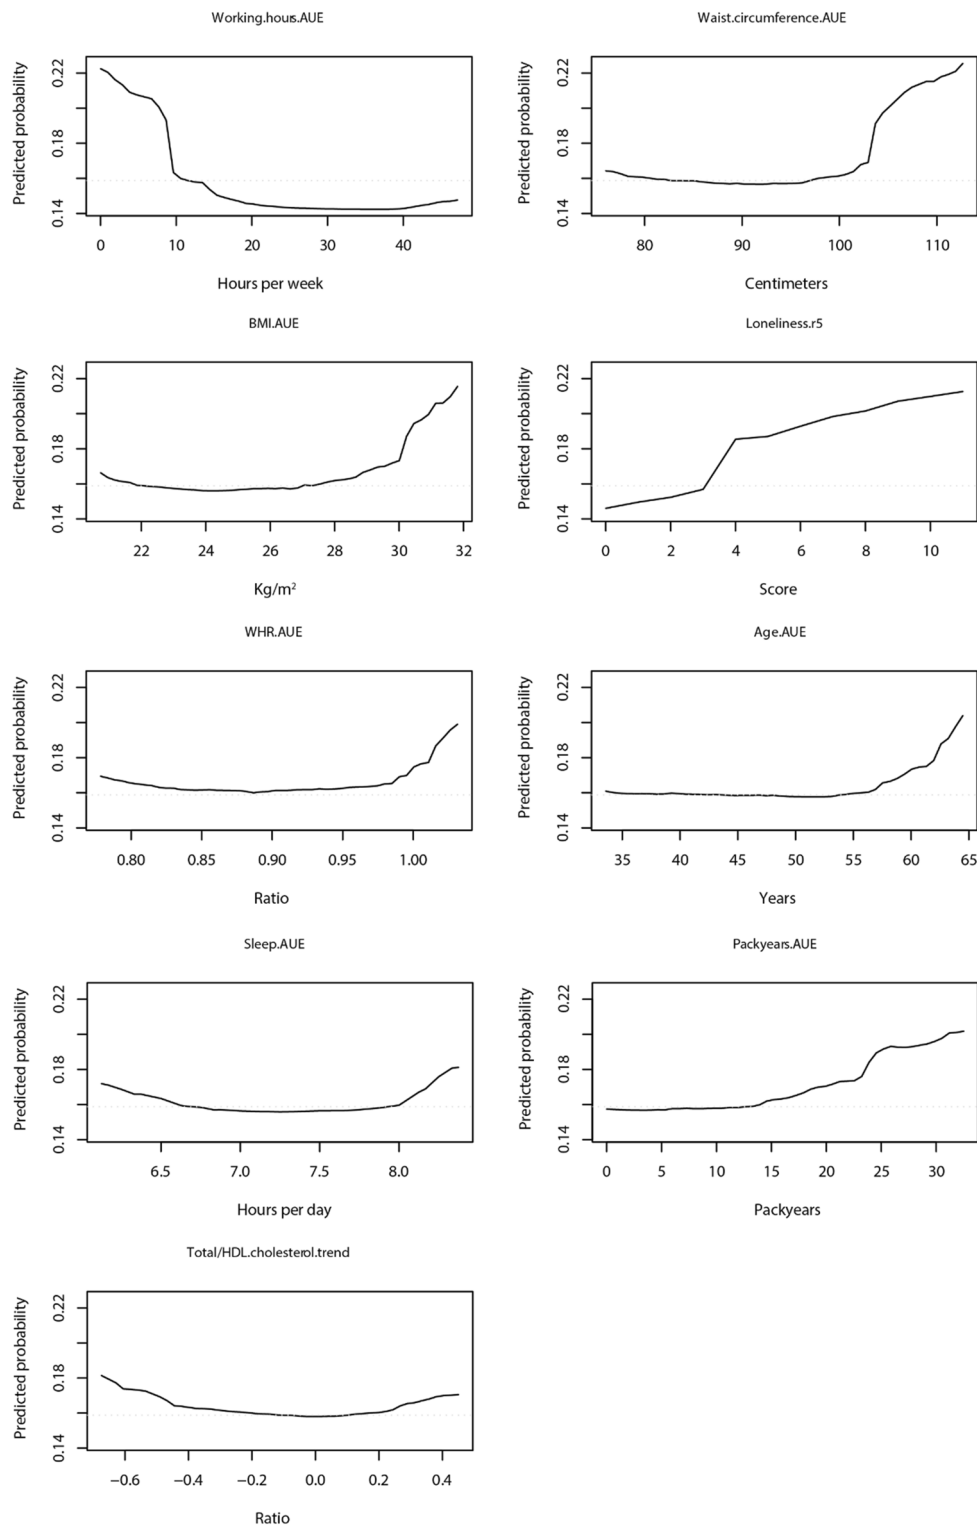 Working.hours.AUE
Predicted probability
0.22
0.18
0.14
0 10 20 30 40
Hours per week
Waist.circumference.AUE
Predicted probability
0.22
0.18
0.14
80 90 100 110
Centimeters
BMI.AUE
Predicted probability
0.22
0.18
0.14
22 24 26 28 30 32
Kg/m²
Loneliness.r5
Predicted probability
0.22
0.18
0.14
0 2 4 6 8 10
Score
WHR.AUE
Predicted probability
0.22
0.18
0.14
0.80 0.85 0.90 0.95 1.00
Ratio
Age.AUE
Predicted probability
0.22
0.18
0.14
35 40 45 50 55 60 65
Years
Sleep.AUE
Predicted probability
0.22
0.18
0.14
6.5 7.0 7.5 8.0
Hours per day
Packyears.AUE
Predicted probability
0.22
0.18
0.14
0 5 10 15 20 25 30
Packyears
Total/HDL.cholesterol.trend
Predicted probability
0.22
0.18
0.14
−0.6 −0.4 −0.2 0.0 0.2 0.4
Ratio